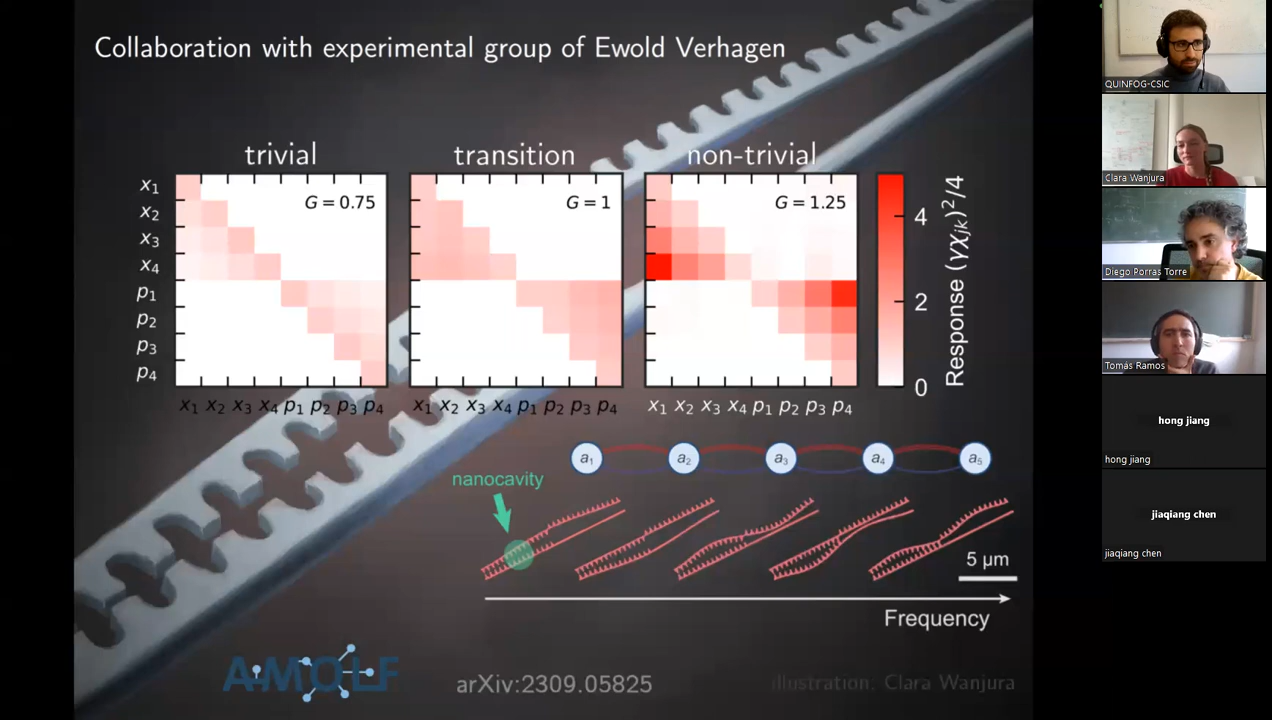 Collaboration with experimental group of Ewold Verhagen
trivial
transition
non-trivial
x₁
x₂
x₃
x₄
p₁
p₂
p₃
p₄
G = 0.75
G = 1
G = 1.25
4
2
0
Response (γχⱼₖ)²/4
x₁ x₂ x₃ x₄ p₁ p₂ p₃ p₄
x₁ x₂ x₃ x₄ p₁ p₂ p₃ p₄
x₁ x₂ x₃ x₄ p₁ p₂ p₃ p₄
a₁ a₂ a₃ a₄ a₅
nanocavity
5 μm
Frequency
AMOLF
arXiv:2309.05825
Illustration: Clara Wanjura
QUINFOG-CSIC
Clara Wanjura
Diego Porras Torre
Tomás Ramos
hong jiang
hong jiang
jiaqiang chen
jiaqiang chen